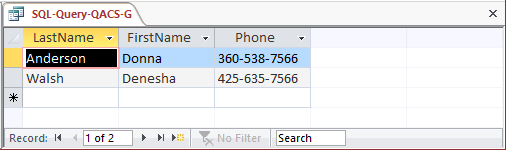 SQL-Query-QACS-G
LastName FirstName Phone
Anderson Donna 360-538-7566
Walsh Denesha 425-635-7566
Record: 1 of 2 No Filter Search